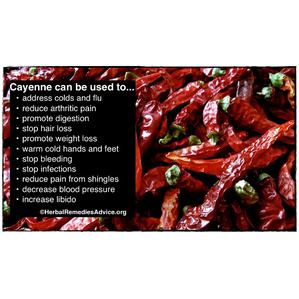 Cayenne can be used to...
• address colds and flu
• reduce arthritic pain
• promote digestion
• stop hair loss
• promote weight loss
• warm cold hands and feet
• stop bleeding
• stop infections
• reduce pain from shingles
• decrease blood pressure
• increase libido
©HerbalRemediesAdvice.org